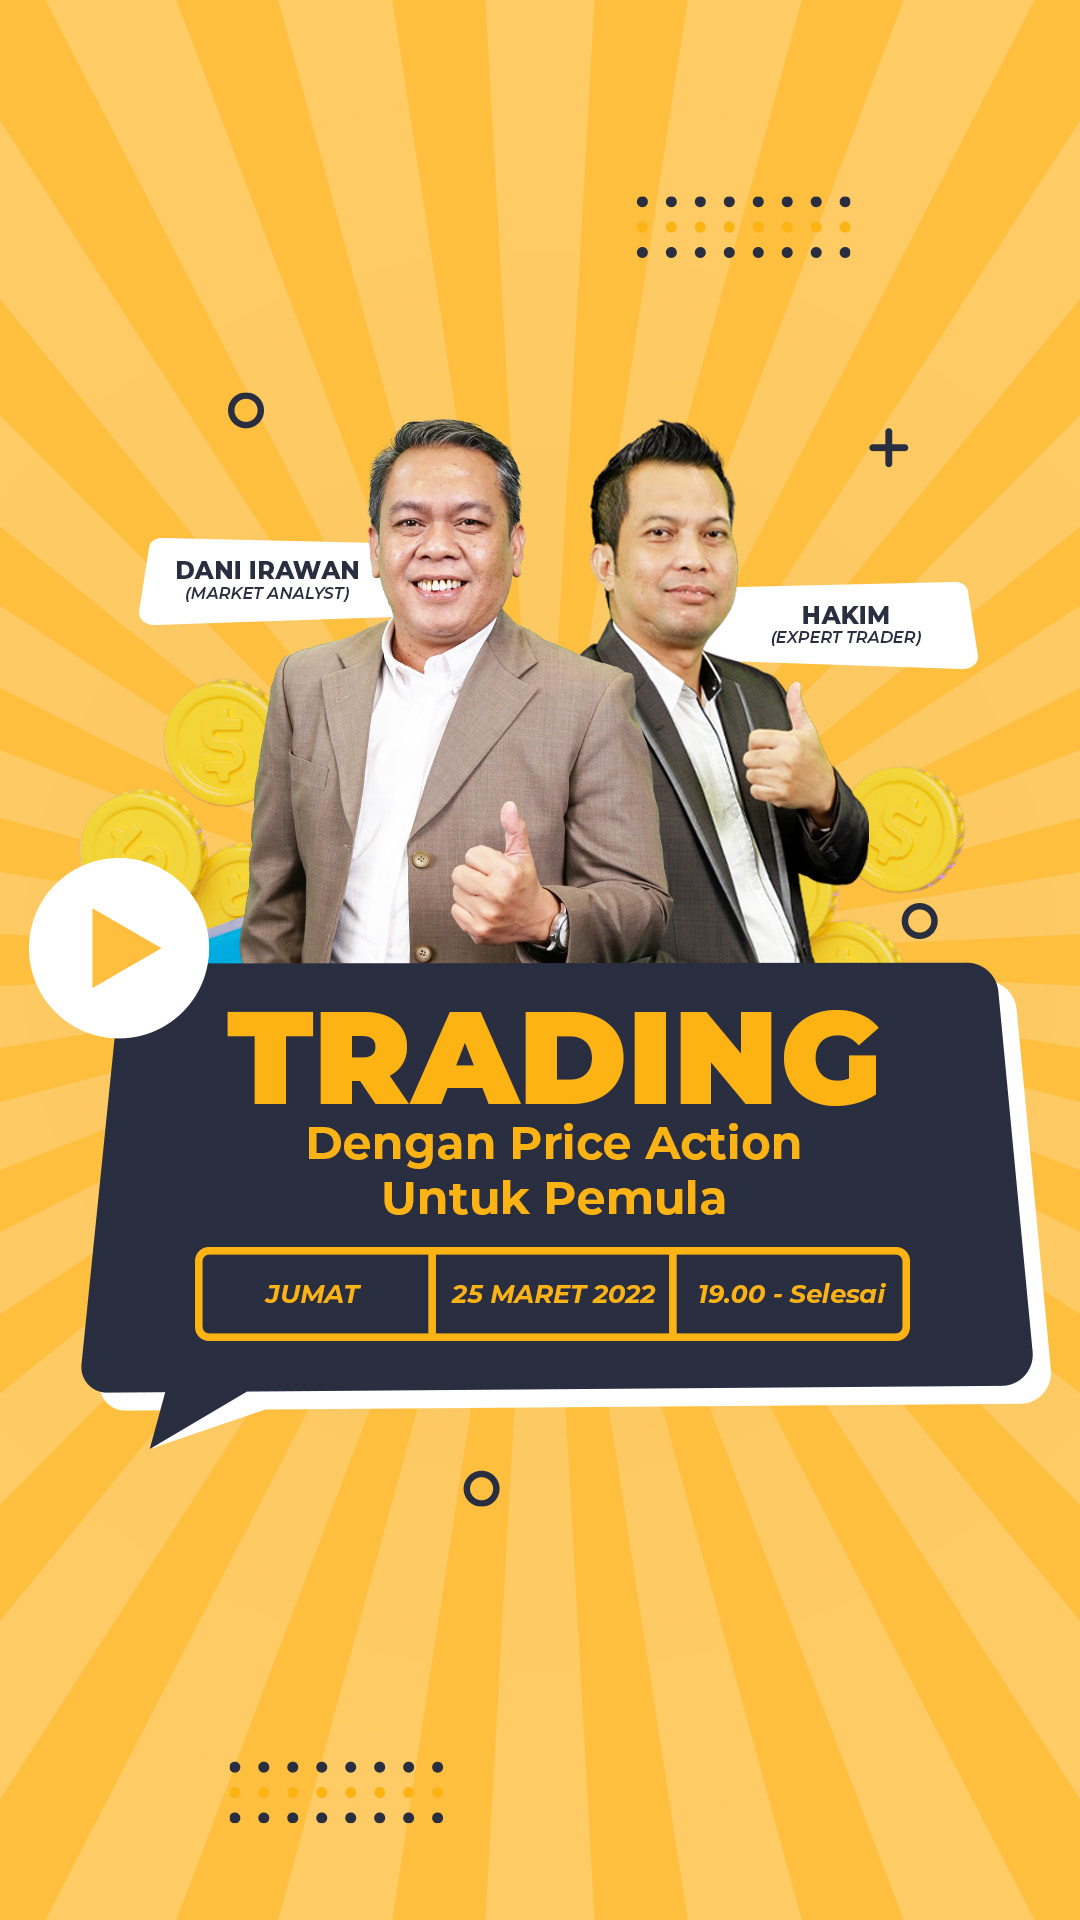 DANI IRAWAN
(MARKET ANALYST)
HAKIM
(EXPERT TRADER)
TRADING
Dengan Price Action
Untuk Pemula
JUMAT
25 MARET 2022
19.00 - Selesai